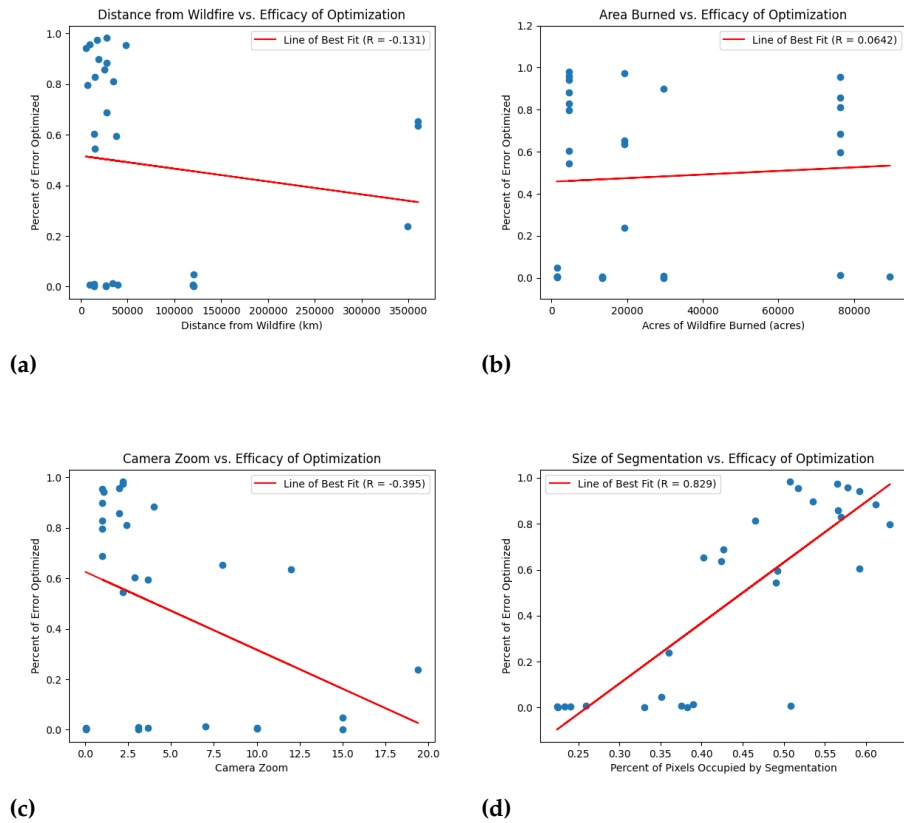 Distance from Wildfire vs. Efficacy of Optimization
Line of Best Fit (R = -0.131)
Percent of Error Optimized
1.0
0.8
0.6
0.4
0.2
0.0
0 50000 100000 150000 200000 250000 300000 350000
Distance from Wildfire (km)
(a)
Area Burned vs. Efficacy of Optimization
Line of Best Fit (R = 0.0642)
Percent of Error Optimized
1.2
1.0
0.8
0.6
0.4
0.2
0.0
0 20000 40000 60000 80000
Acres of Wildfire Burned (acres)
(b)
Camera Zoom vs. Efficacy of Optimization
Line of Best Fit (R = -0.395)
Percent of Error Optimized
1.0
0.8
0.6
0.4
0.2
0.0
0.0 2.5 5.0 7.5 10.0 12.5 15.0 17.5 20.0
Camera Zoom
(c)
Size of Segmentation vs. Efficacy of Optimization
Line of Best Fit (R = 0.829)
Percent of Error Optimized
1.0
0.8
0.6
0.4
0.2
0.0
0.25 0.30 0.35 0.40 0.45 0.50 0.55 0.60
Percent of Pixels Occupied by Segmentation
(d)